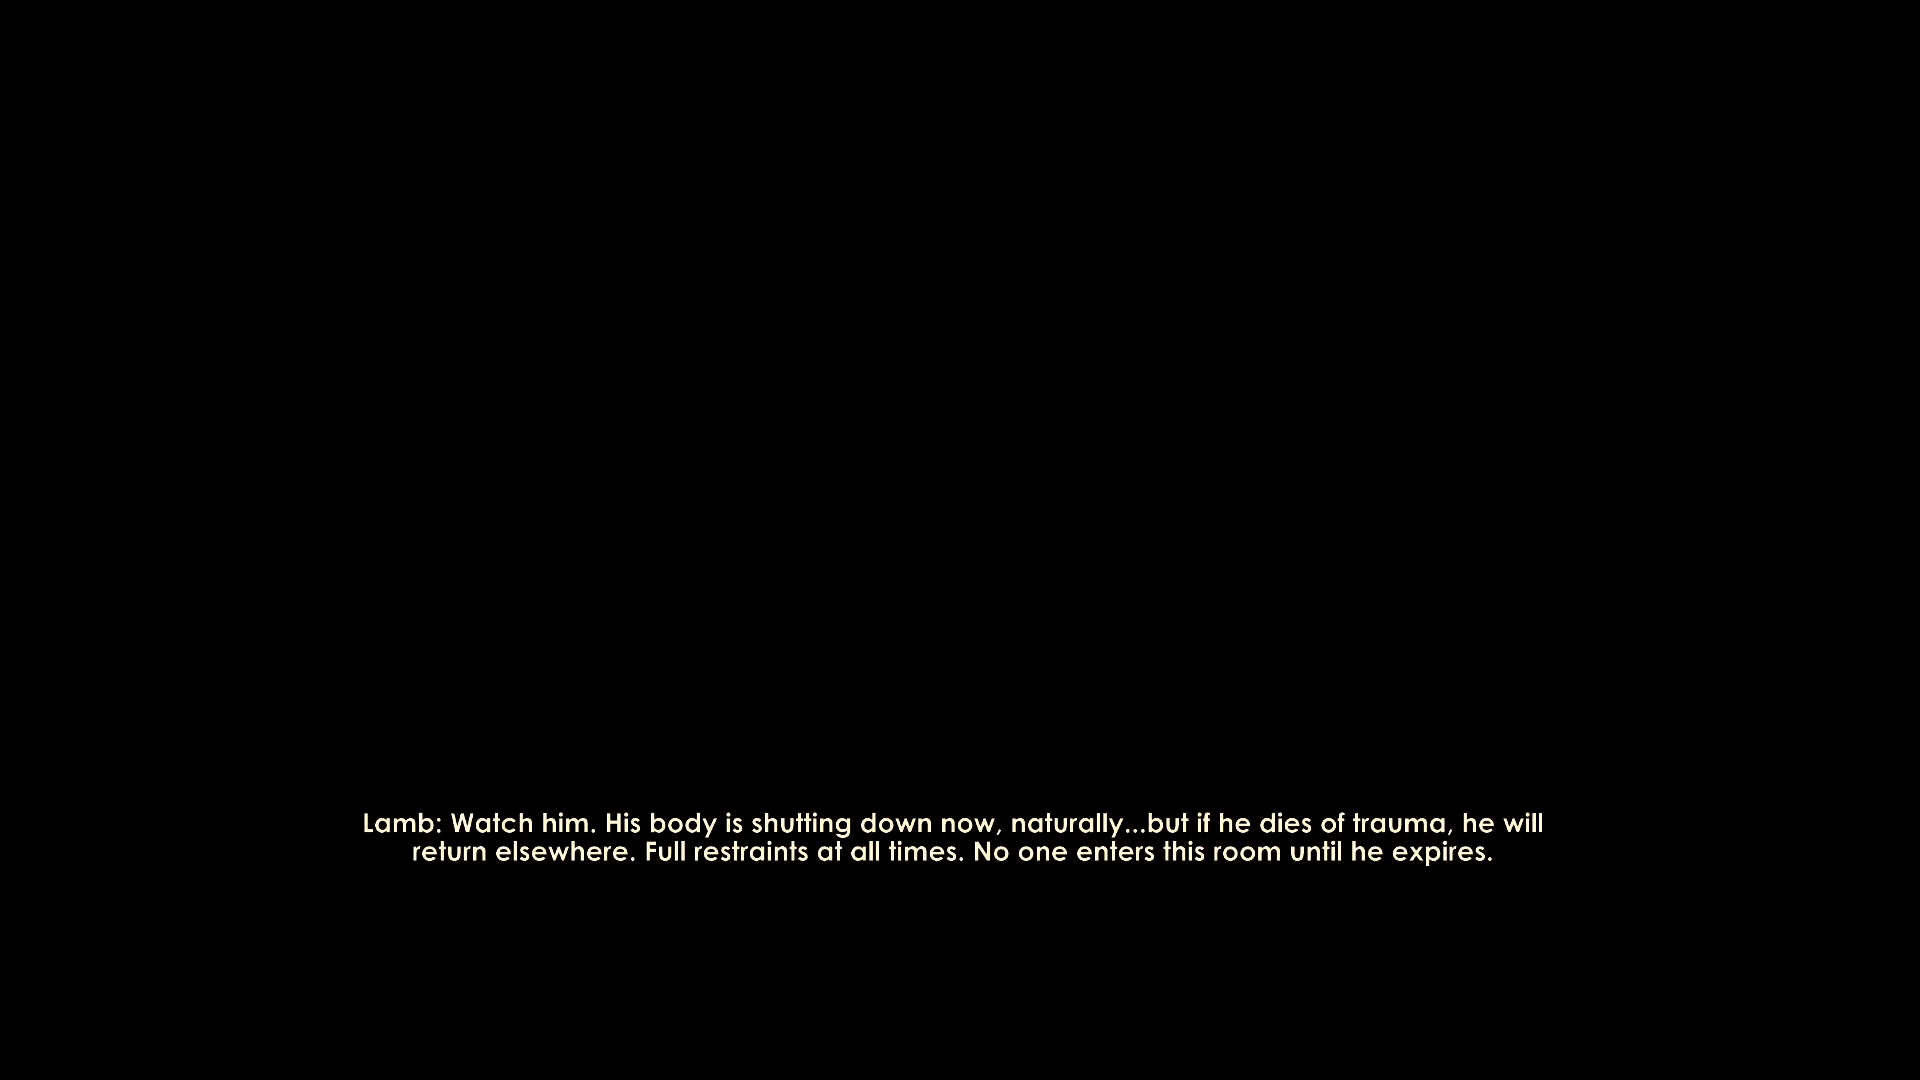 Lamb: Watch him. His body is shutting down now, naturally...but if he dies of trauma, he will
return elsewhere. Full restraints at all times. No one enters this room until he expires.